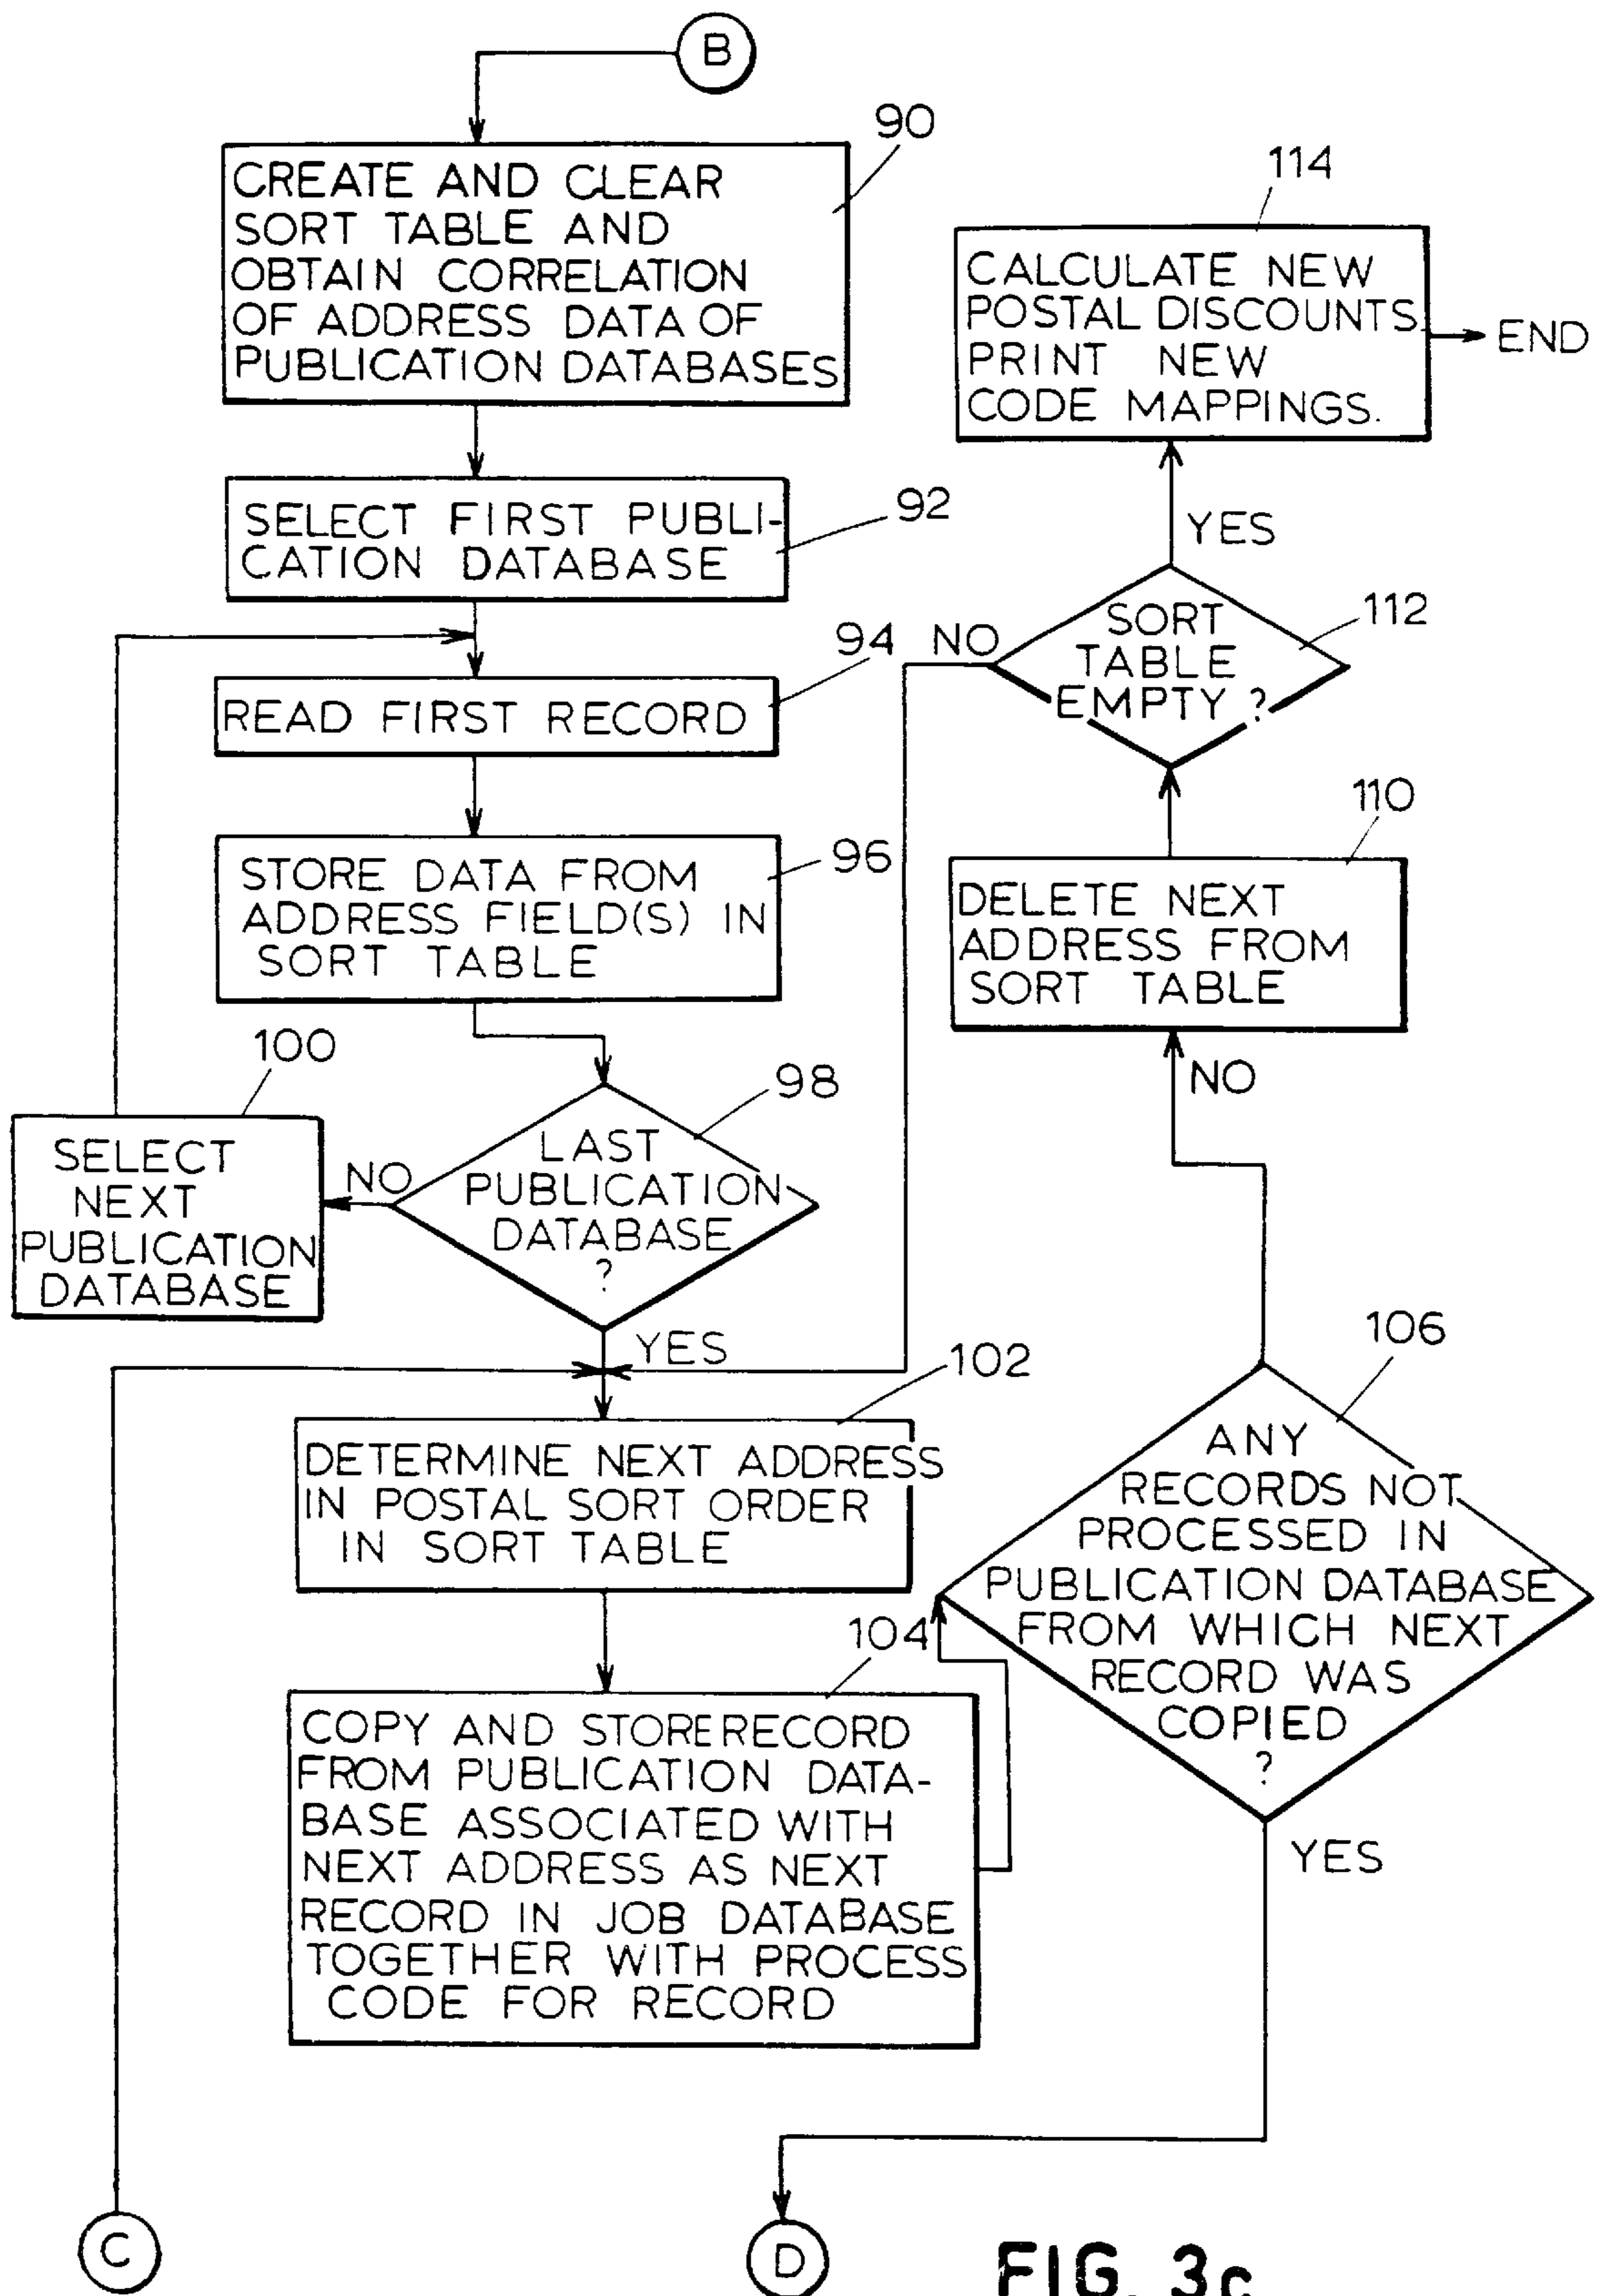 B
90
CREATE AND CLEAR
SORT TABLE AND
OBTAIN CORRELATION
OF ADDRESS DATA OF
PUBLICATION DATABASES
92
SELECT FIRST PUBLI-
CATION DATABASE
94
READ FIRST RECORD
96
STORE DATA FROM
ADDRESS FIELD(S) IN
SORT TABLE
98
LAST
PUBLICATION
DATABASE
?
NO
100
SELECT
NEXT
PUBLICATION
DATABASE
YES
102
DETERMINE NEXT ADDRESS
IN POSTAL SORT ORDER
IN SORT TABLE
104
COPY AND STORE RECORD
FROM PUBLICATION DATA-
BASE ASSOCIATED WITH
NEXT ADDRESS AS NEXT
RECORD IN JOB DATABASE
TOGETHER WITH PROCESS
CODE FOR RECORD
106
ANY
RECORDS NOT
PROCESSED IN
PUBLICATION DATABASE
FROM WHICH NEXT
RECORD WAS
COPIED
?
YES
NO
110
DELETE NEXT
ADDRESS FROM
SORT TABLE
112
SORT
TABLE
EMPTY ?
NO
YES
114
CALCULATE NEW
POSTAL DISCOUNTS.
PRINT NEW
CODE MAPPINGS.
END
C
D
FIG. 3c